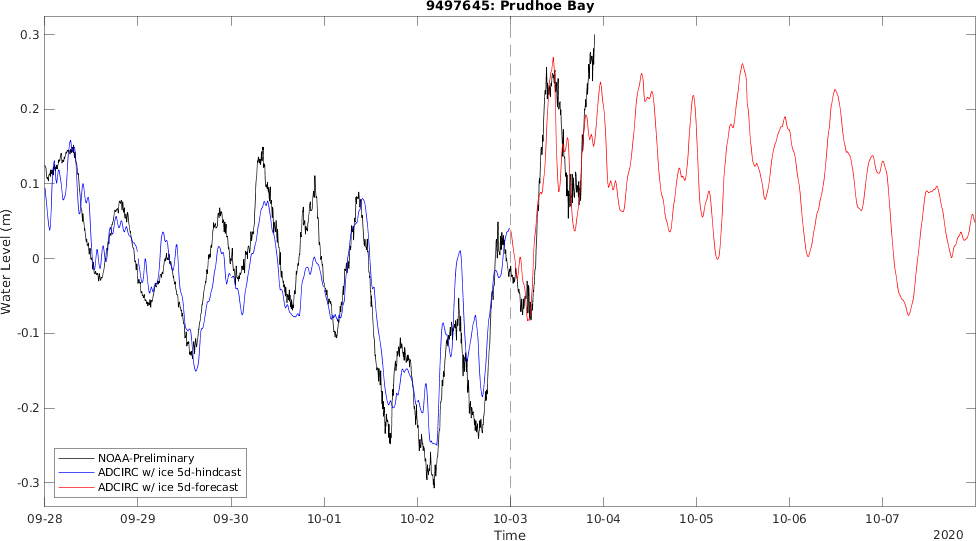 9497645: Prudhoe Bay
Water Level (m)
0.3
0.2
0.1
0
-0.1
-0.2
-0.3
NOAA-Preliminary
ADCIRC w/ ice 5d-hindcast
ADCIRC w/ ice 5d-forecast
09-28 09-29 09-30 10-01 10-02 10-03 10-04 10-05 10-06 10-07
Time
2020